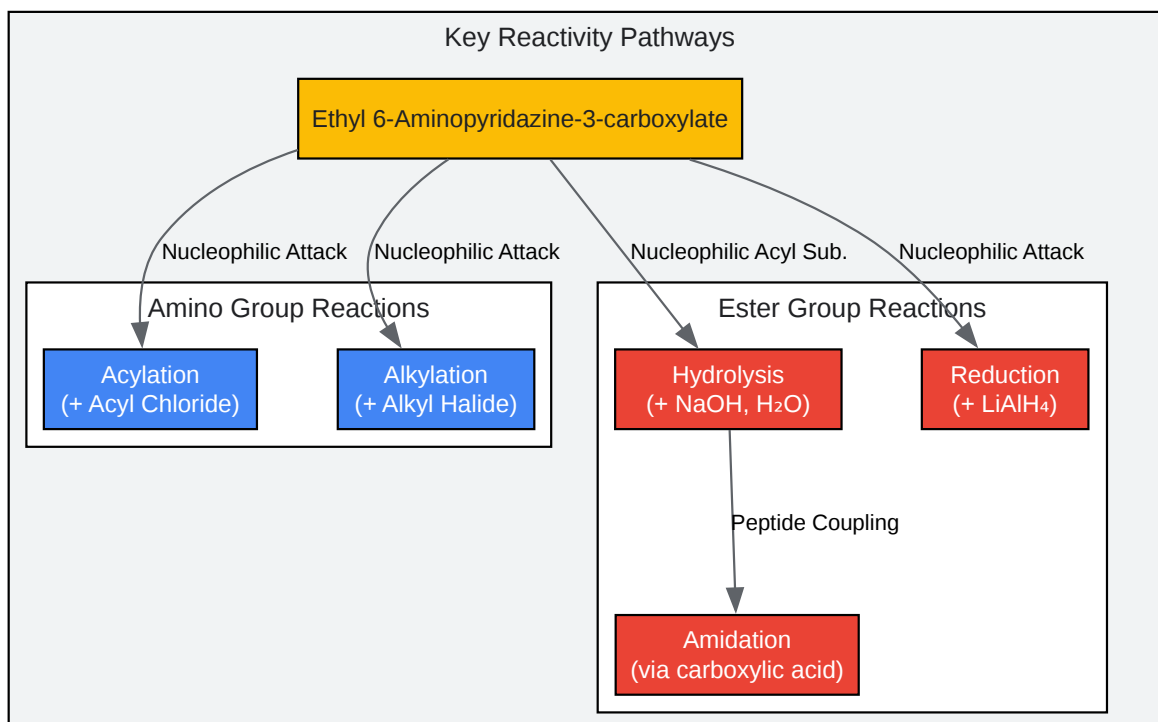 Key Reactivity Pathways
Ethyl 6-Aminopyridazine-3-carboxylate
Nucleophilic Attack
Nucleophilic Attack
Nucleophilic Acyl Sub.
Nucleophilic Attack
Amino Group Reactions
Ester Group Reactions
Acylation
(+ Acyl Chloride)
Alkylation
(+ Alkyl Halide)
Hydrolysis
(+ NaOH, H₂O)
Reduction
(+ LiAlH₄)
Peptide Coupling
Amidation
(via carboxylic acid)